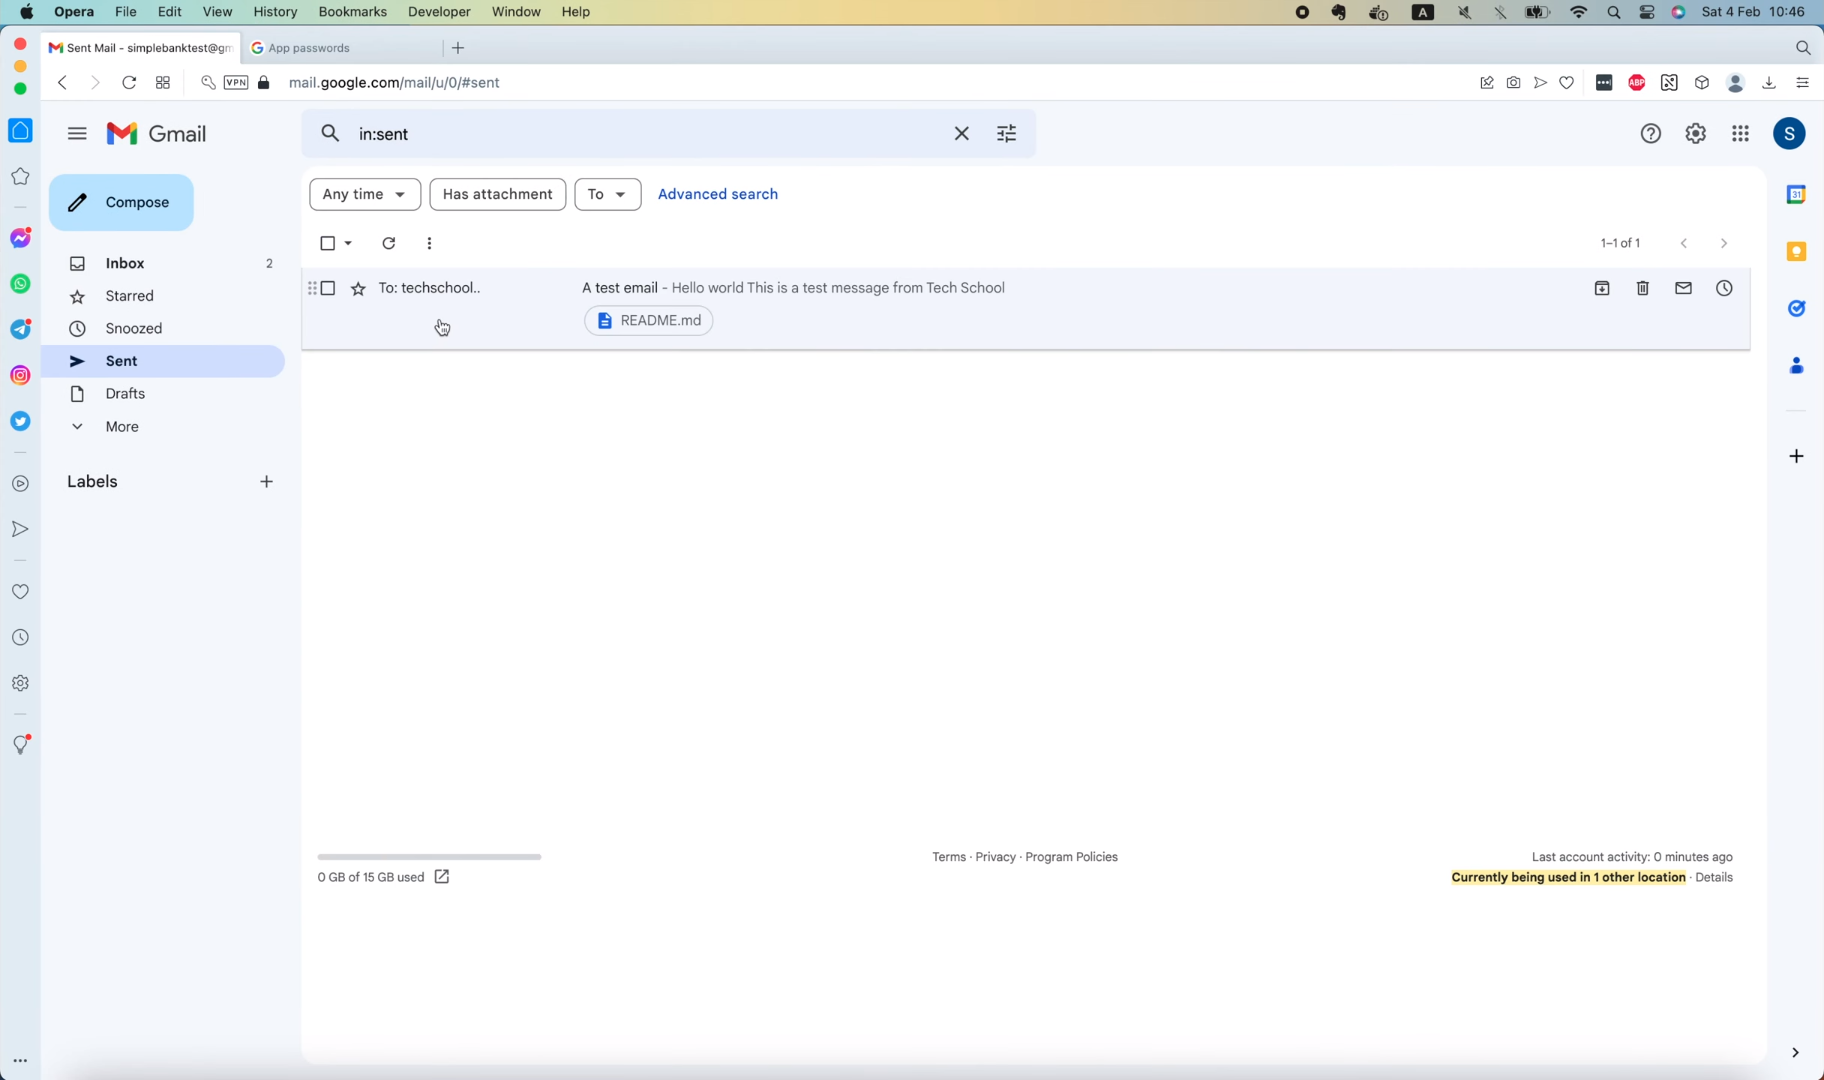 Opera File Edit View History Bookmarks Developer Window Help A Sat 4 Feb 10:46
Sent Mail - simplebanktest@gm App passwords
VPN mail.google.com/mail/u/0/#sent ABP
Gmail in:sent S
Compose
Any time Has attachment To Advanced search
31
1–1 of 1
Inbox 2
To: techschool.. A test email - Hello world This is a test message from Tech School
README.md
Starred
Snoozed
Sent
Drafts
More
Labels
0 GB of 15 GB used
Terms · Privacy · Program Policies
Last account activity: 0 minutes ago
Currently being used in 1 other location · Details